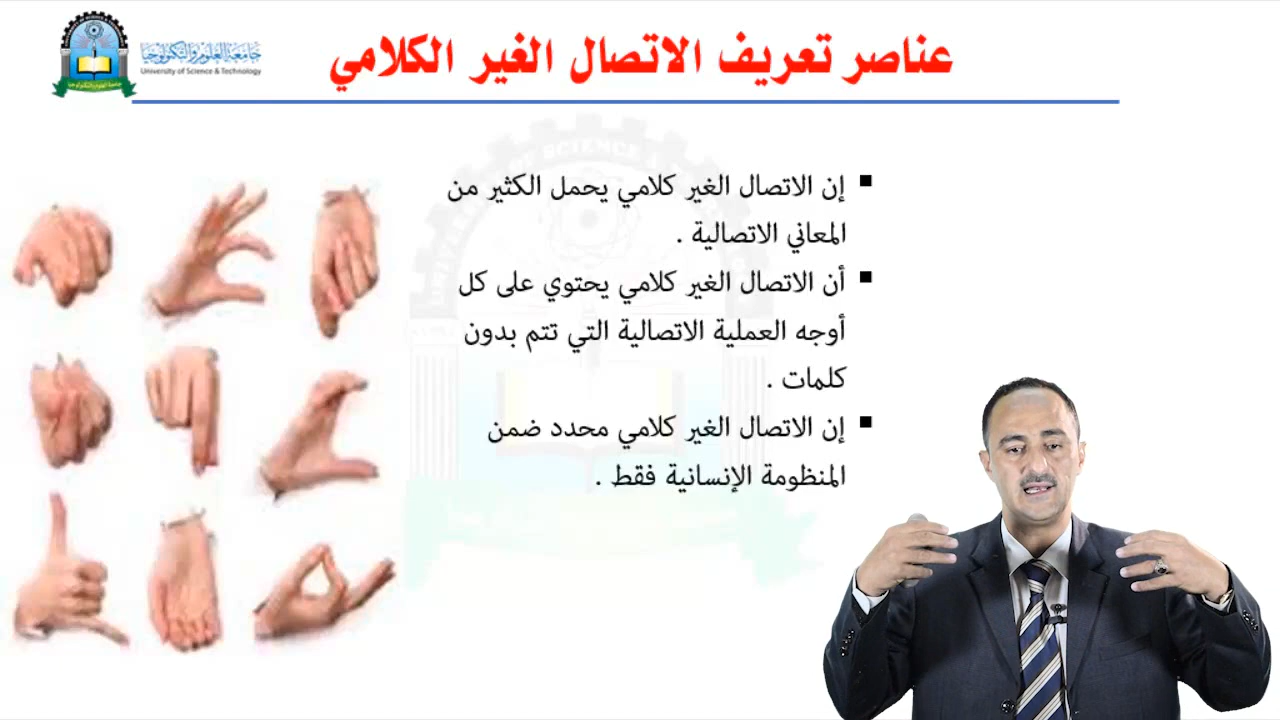 عناصر تعريف الاتصال الغير الكلامي
جامعة العلوم والتكنولوجيا
University of Science & Technology
إن الاتصال الغير كلامي يحمل الكثير من
المعاني الاتصالية .
أن الاتصال الغير كلامي يحتوي على كل
أوجه العملية الاتصالية التي تتم بدون
كلمات .
إن الاتصال الغير كلامي محدد ضمن
المنظومة الإنسانية فقط .